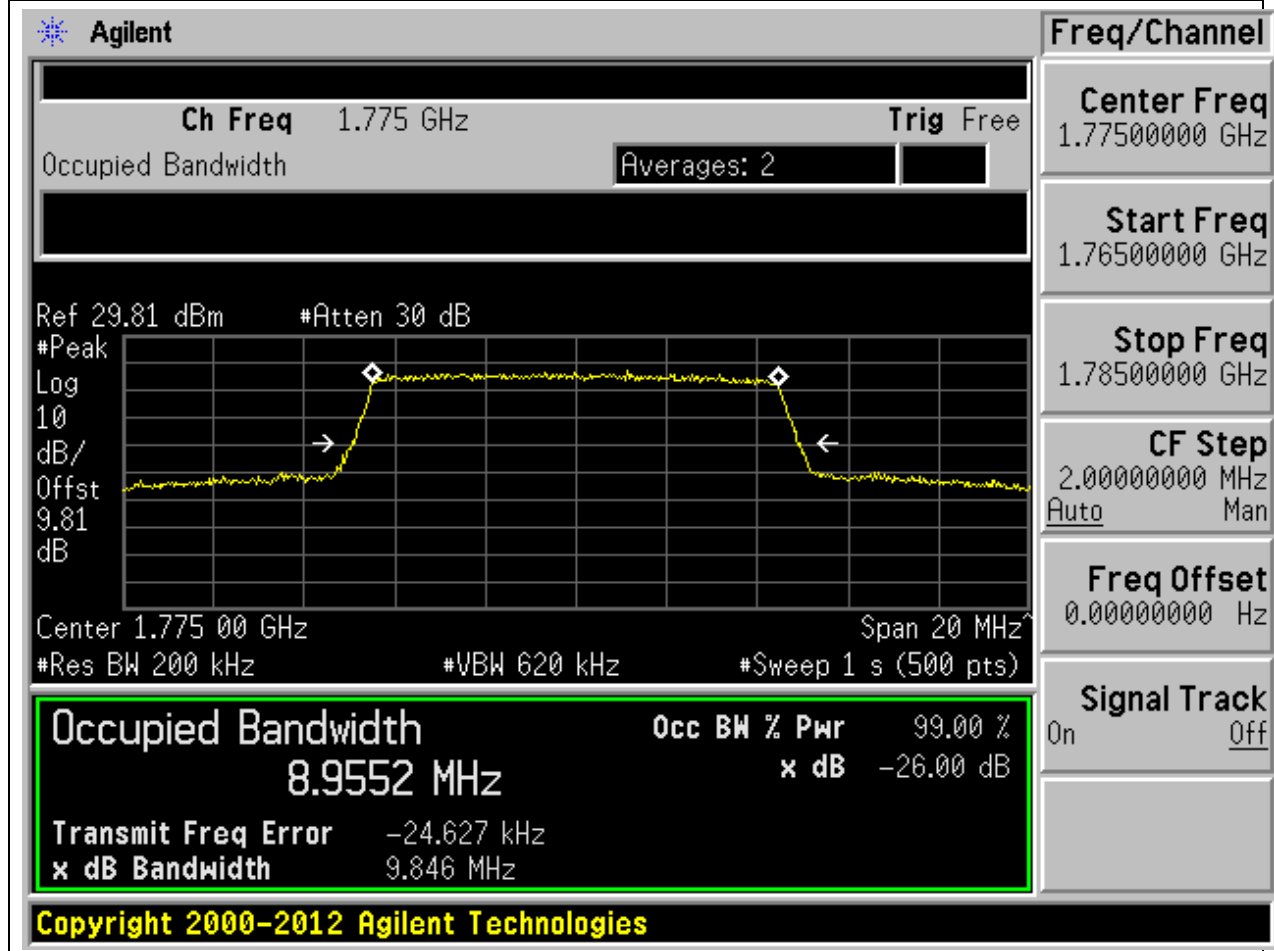 Agilent
Freq/Channel
Ch Freq 1.775 GHz Trig Free
Occupied Bandwidth Averages: 2
Ref 29.81 dBm #Atten 30 dB
#Peak
Log
10
dB/
Offst
9.81
dB
Center 1.775 00 GHz Span 20 MHz^
#Res BW 200 kHz #VBW 620 kHz #Sweep 1 s (500 pts)
Occupied Bandwidth Occ BW % Pwr 99.00 %
8.9552 MHz x dB -26.00 dB
Transmit Freq Error -24.627 kHz
x dB Bandwidth 9.846 MHz
Copyright 2000-2012 Agilent Technologies
Center Freq
1.77500000 GHz
Start Freq
1.76500000 GHz
Stop Freq
1.78500000 GHz
CF Step
2.00000000 MHz
Auto Man
Freq Offset
0.00000000 Hz
Signal Track
On Off